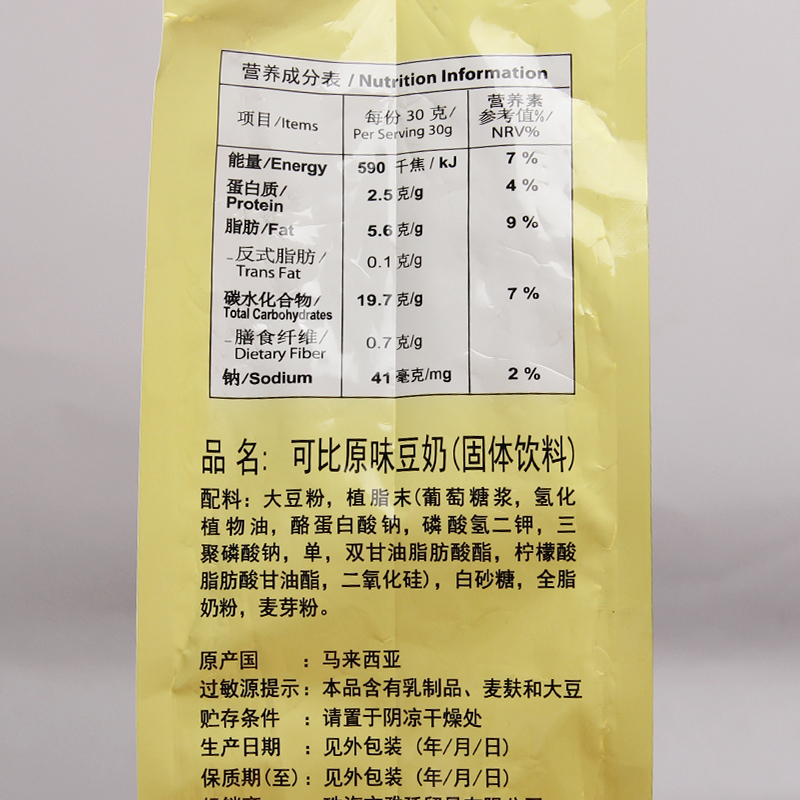 营养成分表 / Nutrition Information
项目/Items 每份 30 克/ Per Serving 30g 营养素参考值%/ NRV%
能量/Energy 590 千焦 / kJ 7 %
蛋白质/ Protein 2.5 克/g 4 %
脂肪/Fat 5.6 克/g 9 %
-反式脂肪/ Trans Fat 0.1 克/g
碳水化合物/ Total Carbohydrates 19.7 克/g 7 %
-膳食纤维/ Dietary Fiber 0.7 克/g
钠/Sodium 41 毫克/mg 2 %
品 名: 可比原味豆奶(固体饮料)
配料: 大豆粉, 植脂末(葡萄糖浆, 氢化
植物油, 酪蛋白酸钠, 磷酸氢二钾, 三
聚磷酸钠, 单, 双甘油脂肪酸酯, 柠檬酸
脂肪酸甘油酯, 二氧化硅), 白砂糖, 全脂
奶粉, 麦芽粉。
原产国 : 马来西亚
过敏源提示: 本品含有乳制品、麦麸和大豆
贮存条件 : 请置于阴凉干燥处
生产日期 : 见外包装 (年/月/日)
保质期(至): 见外包装 (年/月/日)